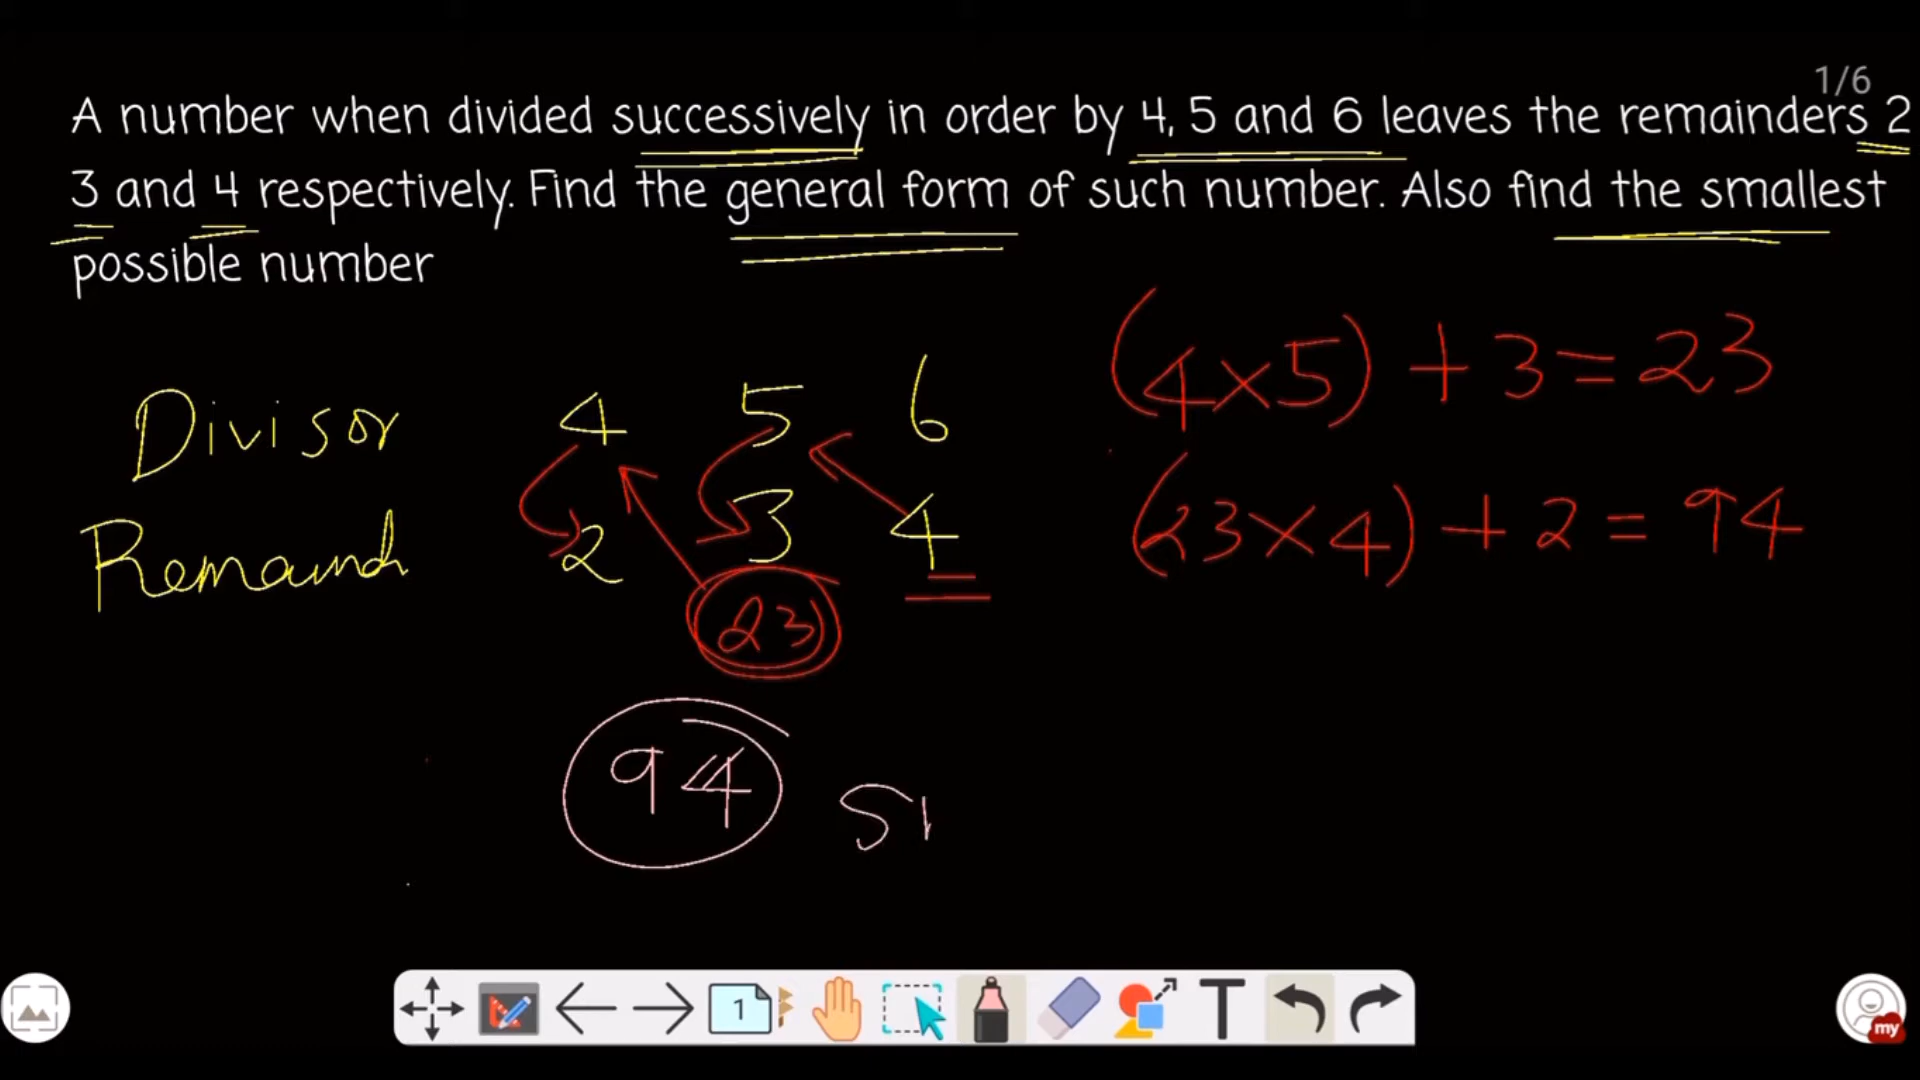 1/6
A number when divided successively in order by 4, 5 and 6 leaves the remainders 2
3 and 4 respectively. Find the general form of such number. Also find the smallest
possible number
(4×5) + 3 = 23
Divisor 4 5 6
(23×4) + 2 = 94
2 3 4
23
94
1
T
my